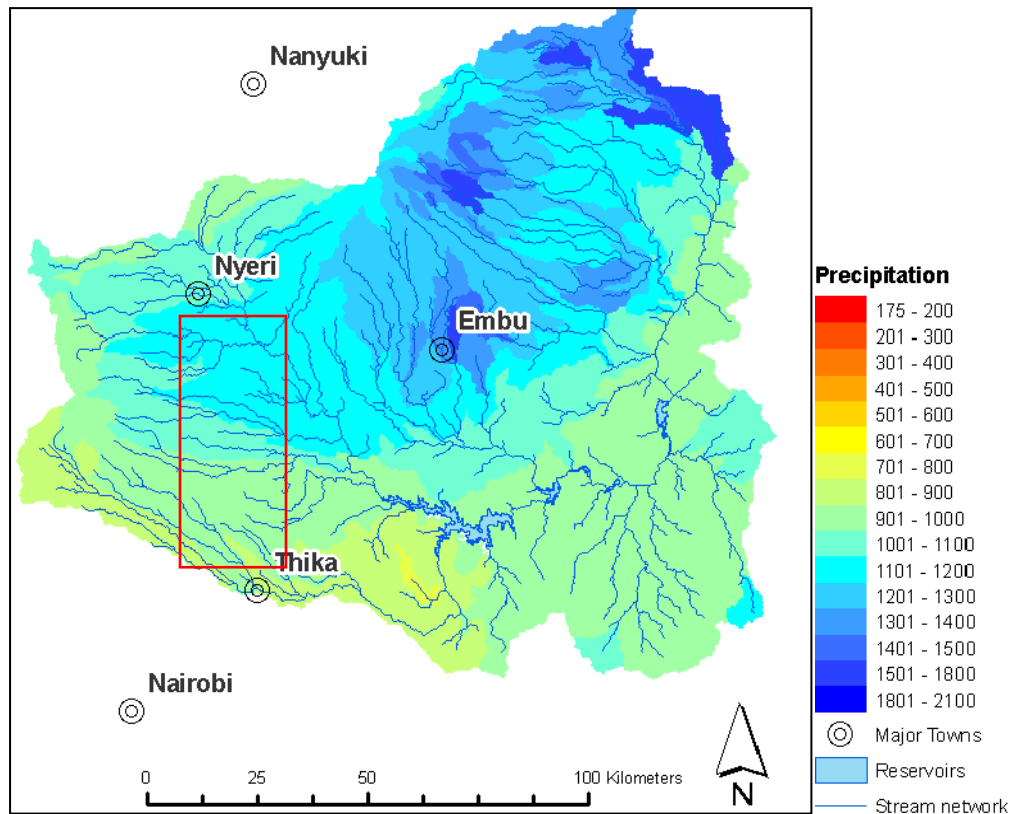 Nanyuki
Nyeri
Embu
Thika
Nairobi
0 25 50 100 Kilometers
N
Precipitation
175 - 200
201 - 300
301 - 400
401 - 500
501 - 600
601 - 700
701 - 800
801 - 900
901 - 1000
1001 - 1100
1101 - 1200
1201 - 1300
1301 - 1400
1401 - 1500
1501 - 1800
1801 - 2100
Major Towns
Reservoirs
Stream network